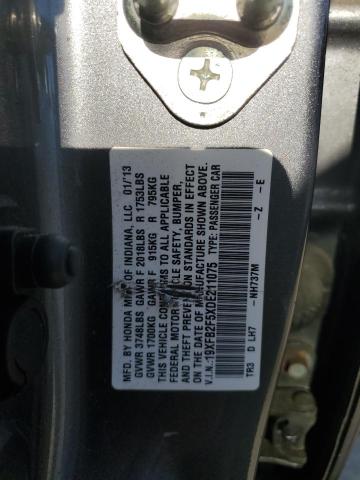 MFD. BY HONDA MFG OF INDIANA, LLC 01/'13
GVWR 3748LBS GAWR F 2018LBS R 1753LBS
GVWR 1700KG GAWR F 915KG R 795KG
THIS VEHICLE CONFORMS TO ALL APPLICABLE
FEDERAL MOTOR VEHICLE SAFETY, BUMPER,
AND THEFT PREVENTION STANDARDS IN EFFECT
ON THE DATE OF MANUFACTURE SHOWN ABOVE.
V.I.N.:19XFB2F5XDE211075 TYPE: PASSENGER CAR
TR3 D LH7 -NH737M -Z -E